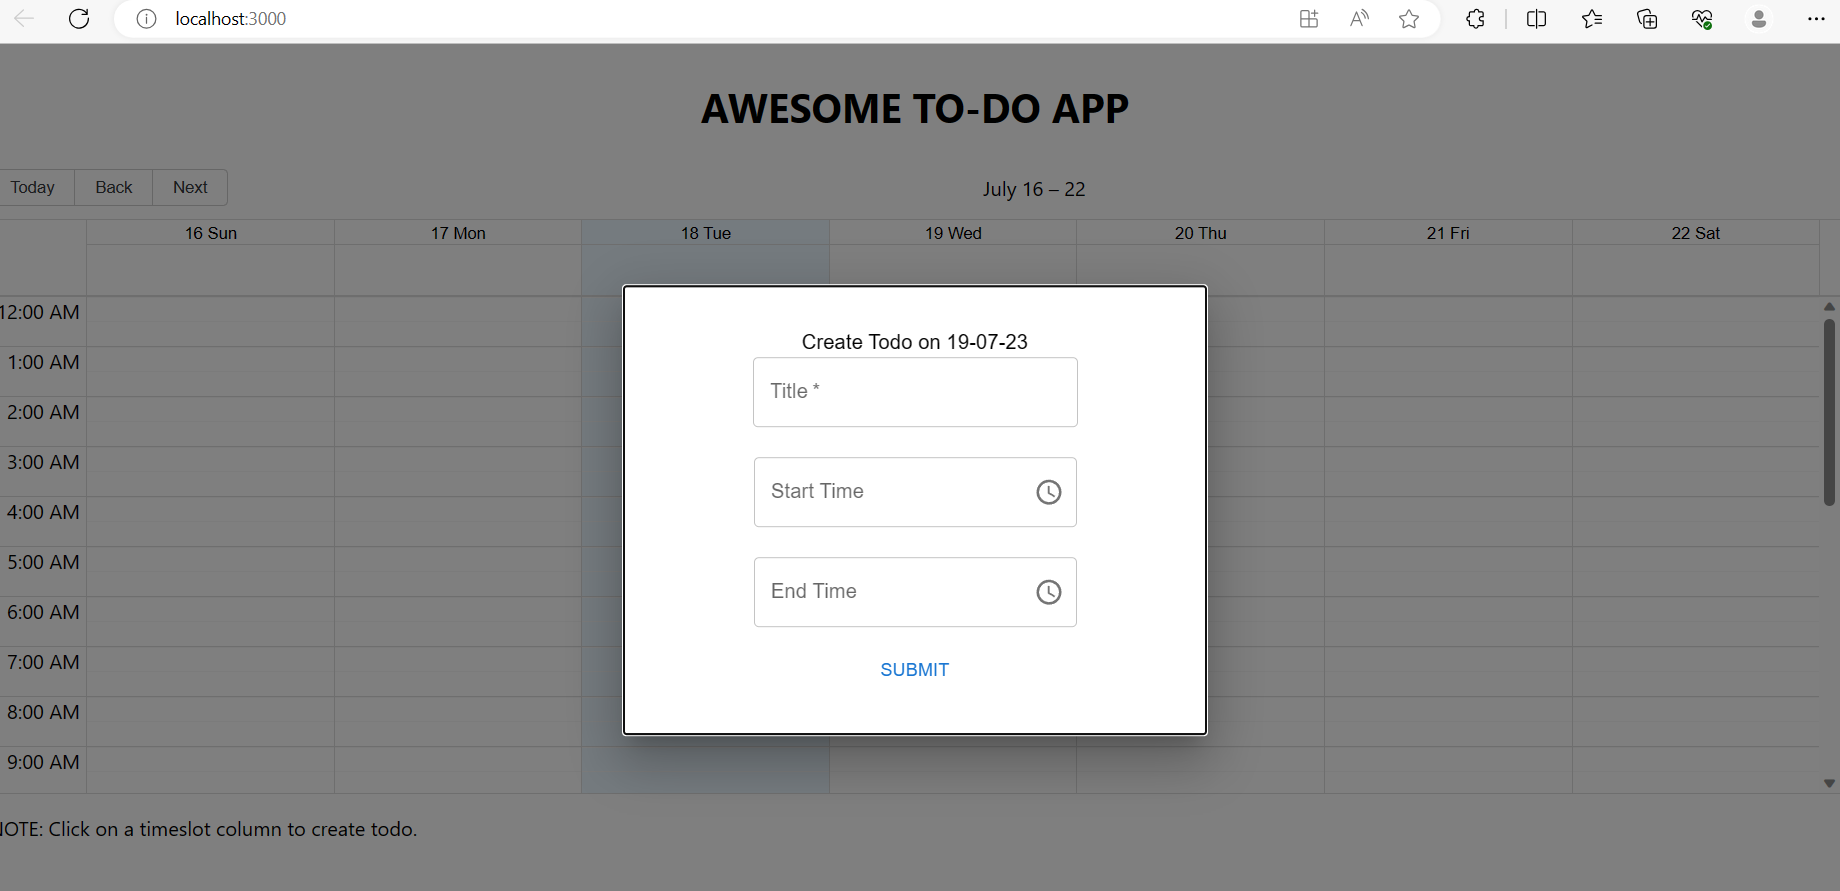 localhost:3000
AWESOME TO-DO APP
Today Back Next
July 16 – 22
16 Sun 17 Mon 18 Tue 19 Wed 20 Thu 21 Fri 22 Sat
12:00 AM
1:00 AM
2:00 AM
3:00 AM
4:00 AM
5:00 AM
6:00 AM
7:00 AM
8:00 AM
9:00 AM
Create Todo on 19-07-23
Title *
Start Time
End Time
SUBMIT
NOTE: Click on a timeslot column to create todo.